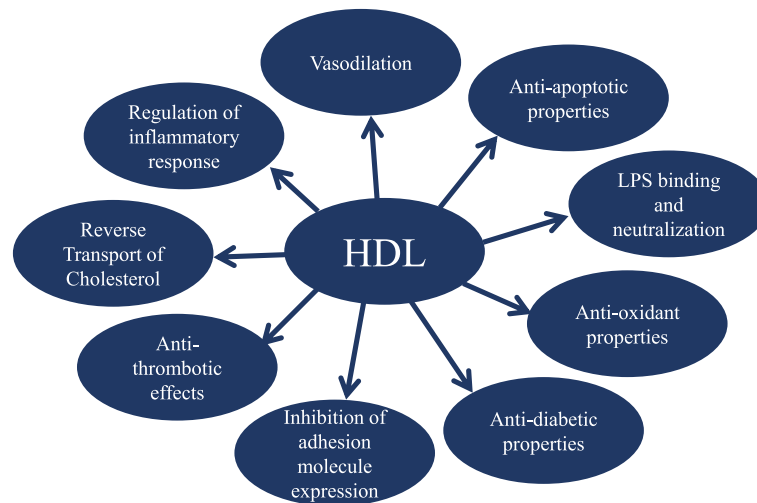 Vasodilation
Anti-apoptotic
properties
Regulation of
inflammatory
response
LPS binding
and
neutralization
Reverse
Transport of
Cholesterol
HDL
Anti-oxidant
properties
Anti-
thrombotic
effects
Inhibition of
adhesion
molecule
expression
Anti-diabetic
properties